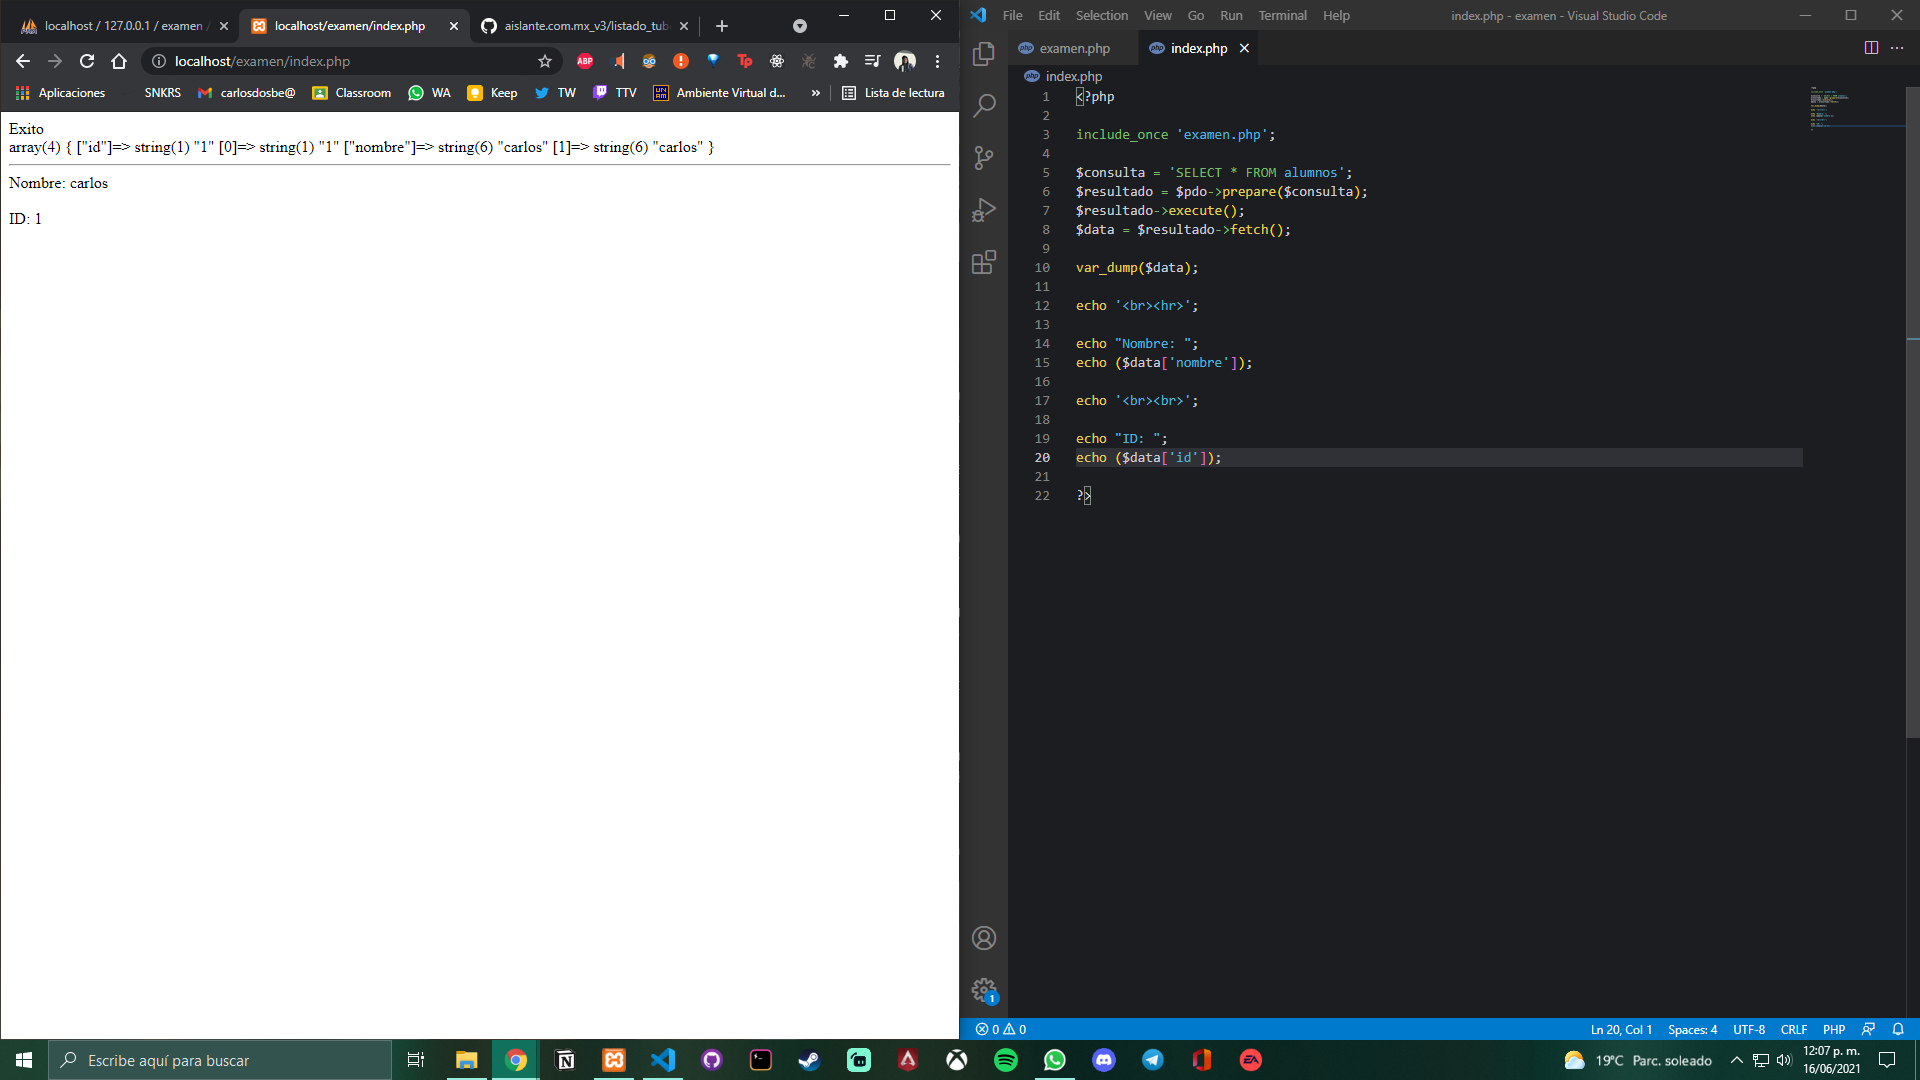 localhost / 127.0.0.1 / examen /
localhost/examen/index.php
aislante.com.mx_v3/listado_tub
localhost/examen/index.php
ABP
Tp
Aplicaciones
SNKRS
carlosdosbe@
Classroom
WA
Keep
TW
TTV
Ambiente Virtual d...
»
Lista de lectura
Exito
array(4) { ["id"]=> string(1) "1" [0]=> string(1) "1" ["nombre"]=> string(6) "carlos" [1]=> string(6) "carlos" }
Nombre: carlos
ID: 1
File Edit Selection View Go Run Terminal Help
index.php - examen - Visual Studio Code
php examen.php
php index.php
php index.php
1 <?php
2
3 include_once 'examen.php';
4
5 $consulta = 'SELECT * FROM alumnos';
6 $resultado = $pdo->prepare($consulta);
7 $resultado->execute();
8 $data = $resultado->fetch();
9
10 var_dump($data);
11
12 echo '<br><hr>';
13
14 echo "Nombre: ";
15 echo ($data['nombre']);
16
17 echo '<br><br>';
18
19 echo "ID: ";
20 echo ($data['id']);
21
22 ?>
1
0 0
Ln 20, Col 1
Spaces: 4
UTF-8
CRLF
PHP
Escribe aquí para buscar
EA
19°C Parc. soleado
12:07 p. m.
16/06/2021